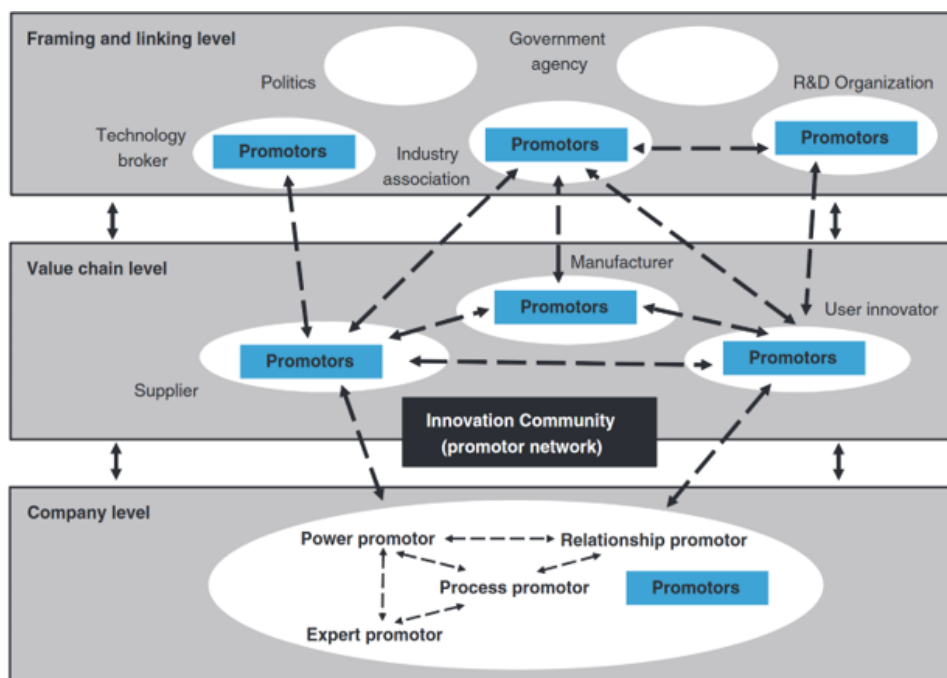 Framing and linking level
Politics
Government
agency
R&D Organization
Technology
broker
Promotors
Industry
association
Promotors
Promotors
Value chain level
Manufacturer
Promotors
User innovator
Promotors
Promotors
Supplier
Innovation Community
(promotor network)
Company level
Power promotor
Relationship promotor
Process promotor
Promotors
Expert promotor